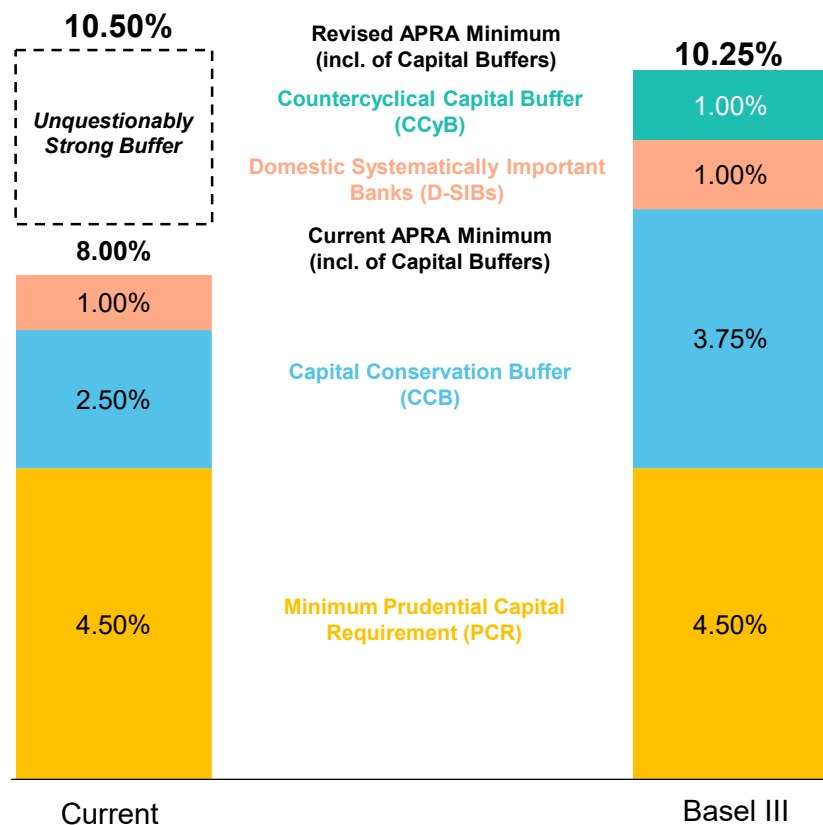 10.50%
Unquestionably
Strong Buffer
8.00%
1.00%
2.50%
4.50%
Current
Revised APRA Minimum
(incl. of Capital Buffers)
Countercyclical Capital Buffer
(CCyB)
Domestic Systematically Important
Banks (D-SIBs)
Current APRA Minimum
(incl. of Capital Buffers)
Capital Conservation Buffer
(CCB)
Minimum Prudential Capital
Requirement (PCR)
10.25%
1.00%
1.00%
3.75%
4.50%
Basel III